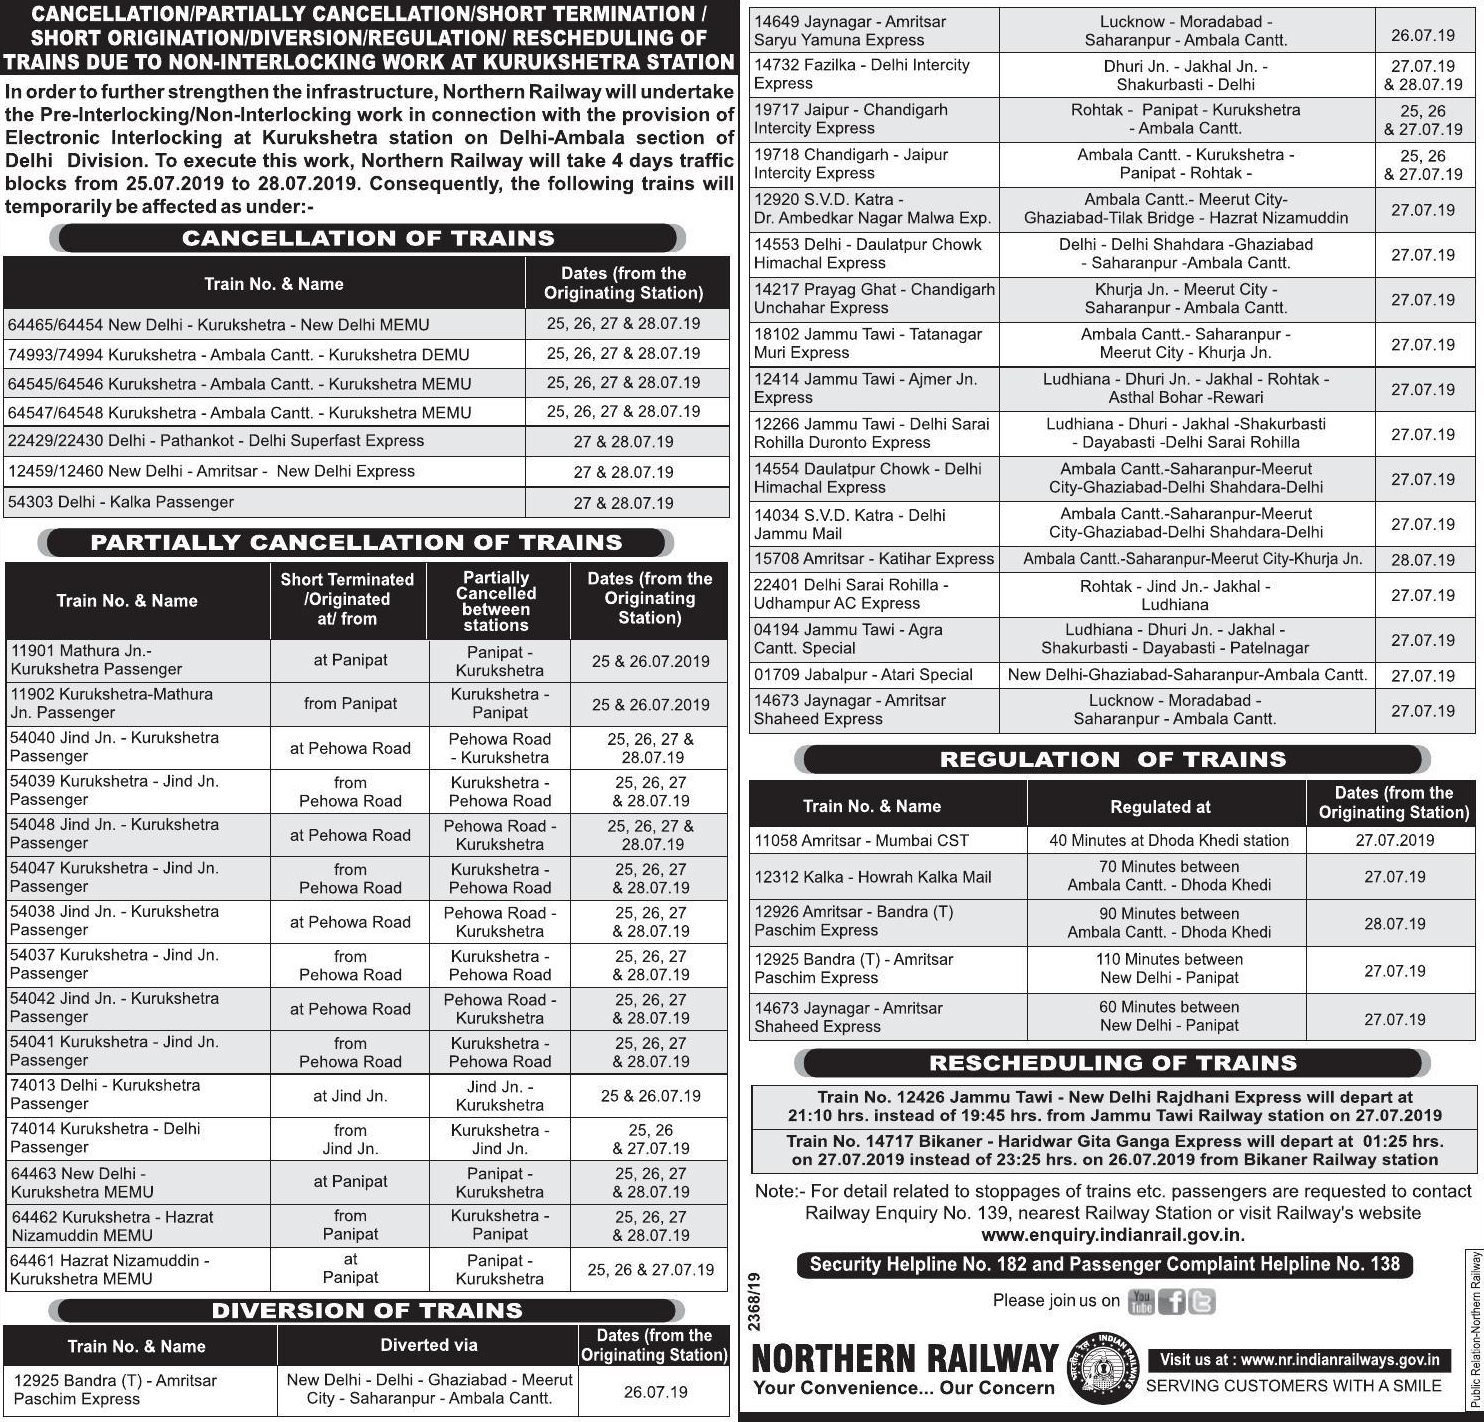 CANCELLATION/PARTIALLY CANCELLATION/SHORT TERMINATION /
SHORT ORIGINATION/DIVERSION/REGULATION/ RESCHEDULING OF
TRAINS DUE TO NON-INTERLOCKING WORK AT KURUKSHETRA STATION
In order to further strengthen the infrastructure, Northern Railway will undertake
the Pre-Interlocking/Non-Interlocking work in connection with the provision of
Electronic Interlocking at Kurukshetra station on Delhi-Ambala section of
Delhi Division. To execute this work, Northern Railway will take 4 days traffic
blocks from 25.07.2019 to 28.07.2019. Consequently, the following trains will
temporarily be affected as under:-
CANCELLATION OF TRAINS
Train No. & Name
Dates (from the
Originating Station)
64465/64454 New Delhi - Kurukshetra - New Delhi MEMU 25, 26, 27 & 28.07.19
74993/74994 Kurukshetra - Ambala Cantt. - Kurukshetra DEMU 25, 26, 27 & 28.07.19
64545/64546 Kurukshetra - Ambala Cantt. - Kurukshetra MEMU 25, 26, 27 & 28.07.19
64547/64548 Kurukshetra - Ambala Cantt. - Kurukshetra MEMU 25, 26, 27 & 28.07.19
22429/22430 Delhi - Pathankot - Delhi Superfast Express 27 & 28.07.19
12459/12460 New Delhi - Amritsar - New Delhi Express 27 & 28.07.19
54303 Delhi - Kalka Passenger 27 & 28.07.19
PARTIALLY CANCELLATION OF TRAINS
Train No. & Name
Short Terminated
/Originated
at/ from
Partially
Cancelled
between
stations
Dates (from the
Originating
Station)
11901 Mathura Jn.-
Kurukshetra Passenger
at Panipat
Panipat -
Kurukshetra
25 & 26.07.2019
11902 Kurukshetra-Mathura
Jn. Passenger
from Panipat
Kurukshetra -
Panipat
25 & 26.07.2019
54040 Jind Jn. - Kurukshetra
Passenger
at Pehowa Road
Pehowa Road
- Kurukshetra
25, 26, 27 &
28.07.19
54039 Kurukshetra - Jind Jn.
Passenger
from
Pehowa Road
Kurukshetra -
Pehowa Road
25, 26, 27
& 28.07.19
54048 Jind Jn. - Kurukshetra
Passenger
at Pehowa Road
Pehowa Road -
Kurukshetra
25, 26, 27 &
28.07.19
54047 Kurukshetra - Jind Jn.
Passenger
from
Pehowa Road
Kurukshetra -
Pehowa Road
25, 26, 27
& 28.07.19
54038 Jind Jn. - Kurukshetra
Passenger
at Pehowa Road
Pehowa Road -
Kurukshetra
25, 26, 27
& 28.07.19
54037 Kurukshetra - Jind Jn.
Passenger
from
Pehowa Road
Kurukshetra -
Pehowa Road
25, 26, 27
& 28.07.19
54042 Jind Jn. - Kurukshetra
Passenger
at Pehowa Road
Pehowa Road -
Kurukshetra
25, 26, 27
& 28.07.19
54041 Kurukshetra - Jind Jn.
Passenger
from
Pehowa Road
Kurukshetra -
Pehowa Road
25, 26, 27
& 28.07.19
74013 Delhi - Kurukshetra
Passenger
at Jind Jn.
Jind Jn. -
Kurukshetra
25 & 26.07.19
74014 Kurukshetra - Delhi
Passenger
from
Jind Jn.
Kurukshetra -
Jind Jn.
25, 26
& 27.07.19
64463 New Delhi -
Kurukshetra MEMU
at Panipat
Panipat -
Kurukshetra
25, 26, 27
& 28.07.19
64462 Kurukshetra - Hazrat
Nizamuddin MEMU
from
Panipat
Kurukshetra -
Panipat
25, 26, 27
& 28.07.19
64461 Hazrat Nizamuddin -
Kurukshetra MEMU
at
Panipat
Panipat -
Kurukshetra
25, 26 & 27.07.19
DIVERSION OF TRAINS
Train No. & Name
Diverted via
Dates (from the
Originating Station)
12925 Bandra (T) - Amritsar
Paschim Express
New Delhi - Delhi - Ghaziabad - Meerut
City - Saharanpur - Ambala Cantt.
26.07.19
14649 Jaynagar - Amritsar
Saryu Yamuna Express
Lucknow - Moradabad -
Saharanpur - Ambala Cantt.
26.07.19
14732 Fazilka - Delhi Intercity
Express
Dhuri Jn. - Jakhal Jn. -
Shakurbasti - Delhi
27.07.19
& 28.07.19
19717 Jaipur - Chandigarh
Intercity Express
Rohtak - Panipat - Kurukshetra
- Ambala Cantt.
25, 26
& 27.07.19
19718 Chandigarh - Jaipur
Intercity Express
Ambala Cantt. - Kurukshetra -
Panipat - Rohtak -
25, 26
& 27.07.19
12920 S.V.D. Katra -
Dr. Ambedkar Nagar Malwa Exp.
Ambala Cantt.- Meerut City-
Ghaziabad-Tilak Bridge - Hazrat Nizamuddin
27.07.19
14553 Delhi - Daulatpur Chowk
Himachal Express
Delhi - Delhi Shahdara -Ghaziabad
- Saharanpur -Ambala Cantt.
27.07.19
14217 Prayag Ghat - Chandigarh
Unchahar Express
Khurja Jn. - Meerut City -
Saharanpur - Ambala Cantt.
27.07.19
18102 Jammu Tawi - Tatanagar
Muri Express
Ambala Cantt.- Saharanpur -
Meerut City - Khurja Jn.
27.07.19
12414 Jammu Tawi - Ajmer Jn.
Express
Ludhiana - Dhuri Jn. - Jakhal - Rohtak -
Asthal Bohar -Rewari
27.07.19
12266 Jammu Tawi - Delhi Sarai
Rohilla Duronto Express
Ludhiana - Dhuri - Jakhal -Shakurbasti
- Dayabasti -Delhi Sarai Rohilla
27.07.19
14554 Daulatpur Chowk - Delhi
Himachal Express
Ambala Cantt.-Saharanpur-Meerut
City-Ghaziabad-Delhi Shahdara-Delhi
27.07.19
14034 S.V.D. Katra - Delhi
Jammu Mail
Ambala Cantt.-Saharanpur-Meerut
City-Ghaziabad-Delhi Shahdara-Delhi
27.07.19
15708 Amritsar - Katihar Express Ambala Cantt.-Saharanpur-Meerut City-Khurja Jn. 28.07.19
22401 Delhi Sarai Rohilla -
Udhampur AC Express
Rohtak - Jind Jn.- Jakhal -
Ludhiana
27.07.19
04194 Jammu Tawi - Agra
Cantt. Special
Ludhiana - Dhuri Jn. - Jakhal -
Shakurbasti - Dayabasti - Patelnagar
27.07.19
01709 Jabalpur - Atari Special New Delhi-Ghaziabad-Saharanpur-Ambala Cantt. 27.07.19
14673 Jaynagar - Amritsar
Shaheed Express
Lucknow - Moradabad -
Saharanpur - Ambala Cantt.
27.07.19
REGULATION OF TRAINS
Train No. & Name
Regulated at
Dates (from the
Originating Station)
11058 Amritsar - Mumbai CST 40 Minutes at Dhoda Khedi station 27.07.2019
12312 Kalka - Howrah Kalka Mail
70 Minutes between
Ambala Cantt. - Dhoda Khedi
27.07.19
12926 Amritsar - Bandra (T)
Paschim Express
90 Minutes between
Ambala Cantt. - Dhoda Khedi
28.07.19
12925 Bandra (T) - Amritsar
Paschim Express
110 Minutes between
New Delhi - Panipat
27.07.19
14673 Jaynagar - Amritsar
Shaheed Express
60 Minutes between
New Delhi - Panipat
27.07.19
RESCHEDULING OF TRAINS
Train No. 12426 Jammu Tawi - New Delhi Rajdhani Express will depart at
21:10 hrs. instead of 19:45 hrs. from Jammu Tawi Railway station on 27.07.2019
Train No. 14717 Bikaner - Haridwar Gita Ganga Express will depart at 01:25 hrs.
on 27.07.2019 instead of 23:25 hrs. on 26.07.2019 from Bikaner Railway station
Note:- For detail related to stoppages of trains etc. passengers are requested to contact
Railway Enquiry No. 139, nearest Railway Station or visit Railway's website
www.enquiry.indianrail.gov.in.
Security Helpline No. 182 and Passenger Complaint Helpline No. 138
Please join us on You Tube f t
2368/19
NORTHERN RAILWAY
Your Convenience... Our Concern
INDIAN RAILWAYS
भारतीय रेल
Visit us at : www.nr.indianrailways.gov.in
SERVING CUSTOMERS WITH A SMILE
Public Relation-Northern Railway